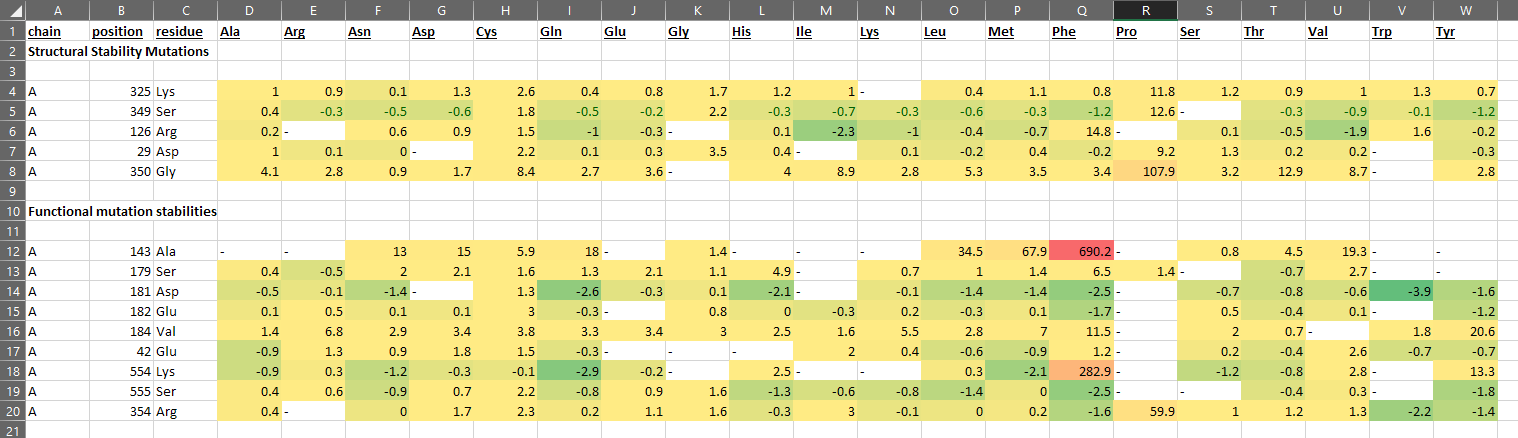 A B C D E F G H I J K L M N O P Q R S T U V W
1 chain position residue Ala Arg Asn Asp Cys Gln Glu Gly His Ile Lys Leu Met Phe Pro Ser Thr Val Trp Tyr
2 Structural Stability Mutations
3
4 A 325 Lys 1 0.9 0.1 1.3 2.6 0.4 0.8 1.7 1.2 1 - 0.4 1.1 0.8 11.8 1.2 0.9 1 1.3 0.7
5 A 349 Ser 0.4 -0.3 -0.5 -0.6 1.8 -0.5 -0.2 2.2 -0.3 -0.7 -0.3 -0.6 -0.3 -1.2 12.6 - -0.3 -0.9 -0.1 -1.2
6 A 126 Arg 0.2 - 0.6 0.9 1.5 -1 -0.3 - 0.1 -2.3 -1 -0.4 -0.7 14.8 - 0.1 -0.5 -1.9 1.6 -0.2
7 A 29 Asp 1 0.1 0 - 2.2 0.1 0.3 3.5 0.4 - 0.1 -0.2 0.4 -0.2 9.2 1.3 0.2 0.2 - -0.3
8 A 350 Gly 4.1 2.8 0.9 1.7 8.4 2.7 3.6 - 4 8.9 2.8 5.3 3.5 3.4 107.9 3.2 12.9 8.7 - 2.8
9
10 Functional mutation stabilities
11
12 A 143 Ala - - 13 15 5.9 18 - 1.4 - - - 34.5 67.9 690.2 - 0.8 4.5 19.3 - -
13 A 179 Ser 0.4 -0.5 2 2.1 1.6 1.3 2.1 1.1 4.9 - 0.7 1 1.4 6.5 1.4 - -0.7 2.7 - -
14 A 181 Asp -0.5 -0.1 -1.4 - 1.3 -2.6 -0.3 0.1 -2.1 - -0.1 -1.4 -1.4 -2.5 - -0.7 -0.8 -0.6 -3.9 -1.6
15 A 182 Glu 0.1 0.5 0.1 0.1 3 -0.3 - 0.8 0 -0.3 0.2 -0.3 0.1 -1.7 - 0.5 -0.4 0.1 - -1.2
16 A 184 Val 1.4 6.8 2.9 3.4 3.8 3.3 3.4 3 2.5 1.6 5.5 2.8 7 11.5 - 2 0.7 - 1.8 20.6
17 A 42 Glu -0.9 1.3 0.9 1.8 1.5 -0.3 - - - 2 0.4 -0.6 -0.9 1.2 - 0.2 -0.4 2.6 -0.7 -0.7
18 A 554 Lys -0.9 0.3 -1.2 -0.3 -0.1 -2.9 -0.2 - 2.5 - - 0.3 -2.1 282.9 - -1.2 -0.8 2.8 - 13.3
19 A 555 Ser 0.4 0.6 -0.9 0.7 2.2 -0.8 0.9 1.6 -1.3 -0.6 -0.8 -1.4 0 -2.5 - - -0.4 0.3 - -1.8
20 A 354 Arg 0.4 - 0 1.7 2.3 0.2 1.1 1.6 -0.3 3 -0.1 0 0.2 -1.6 59.9 1 1.2 1.3 -2.2 -1.4
21